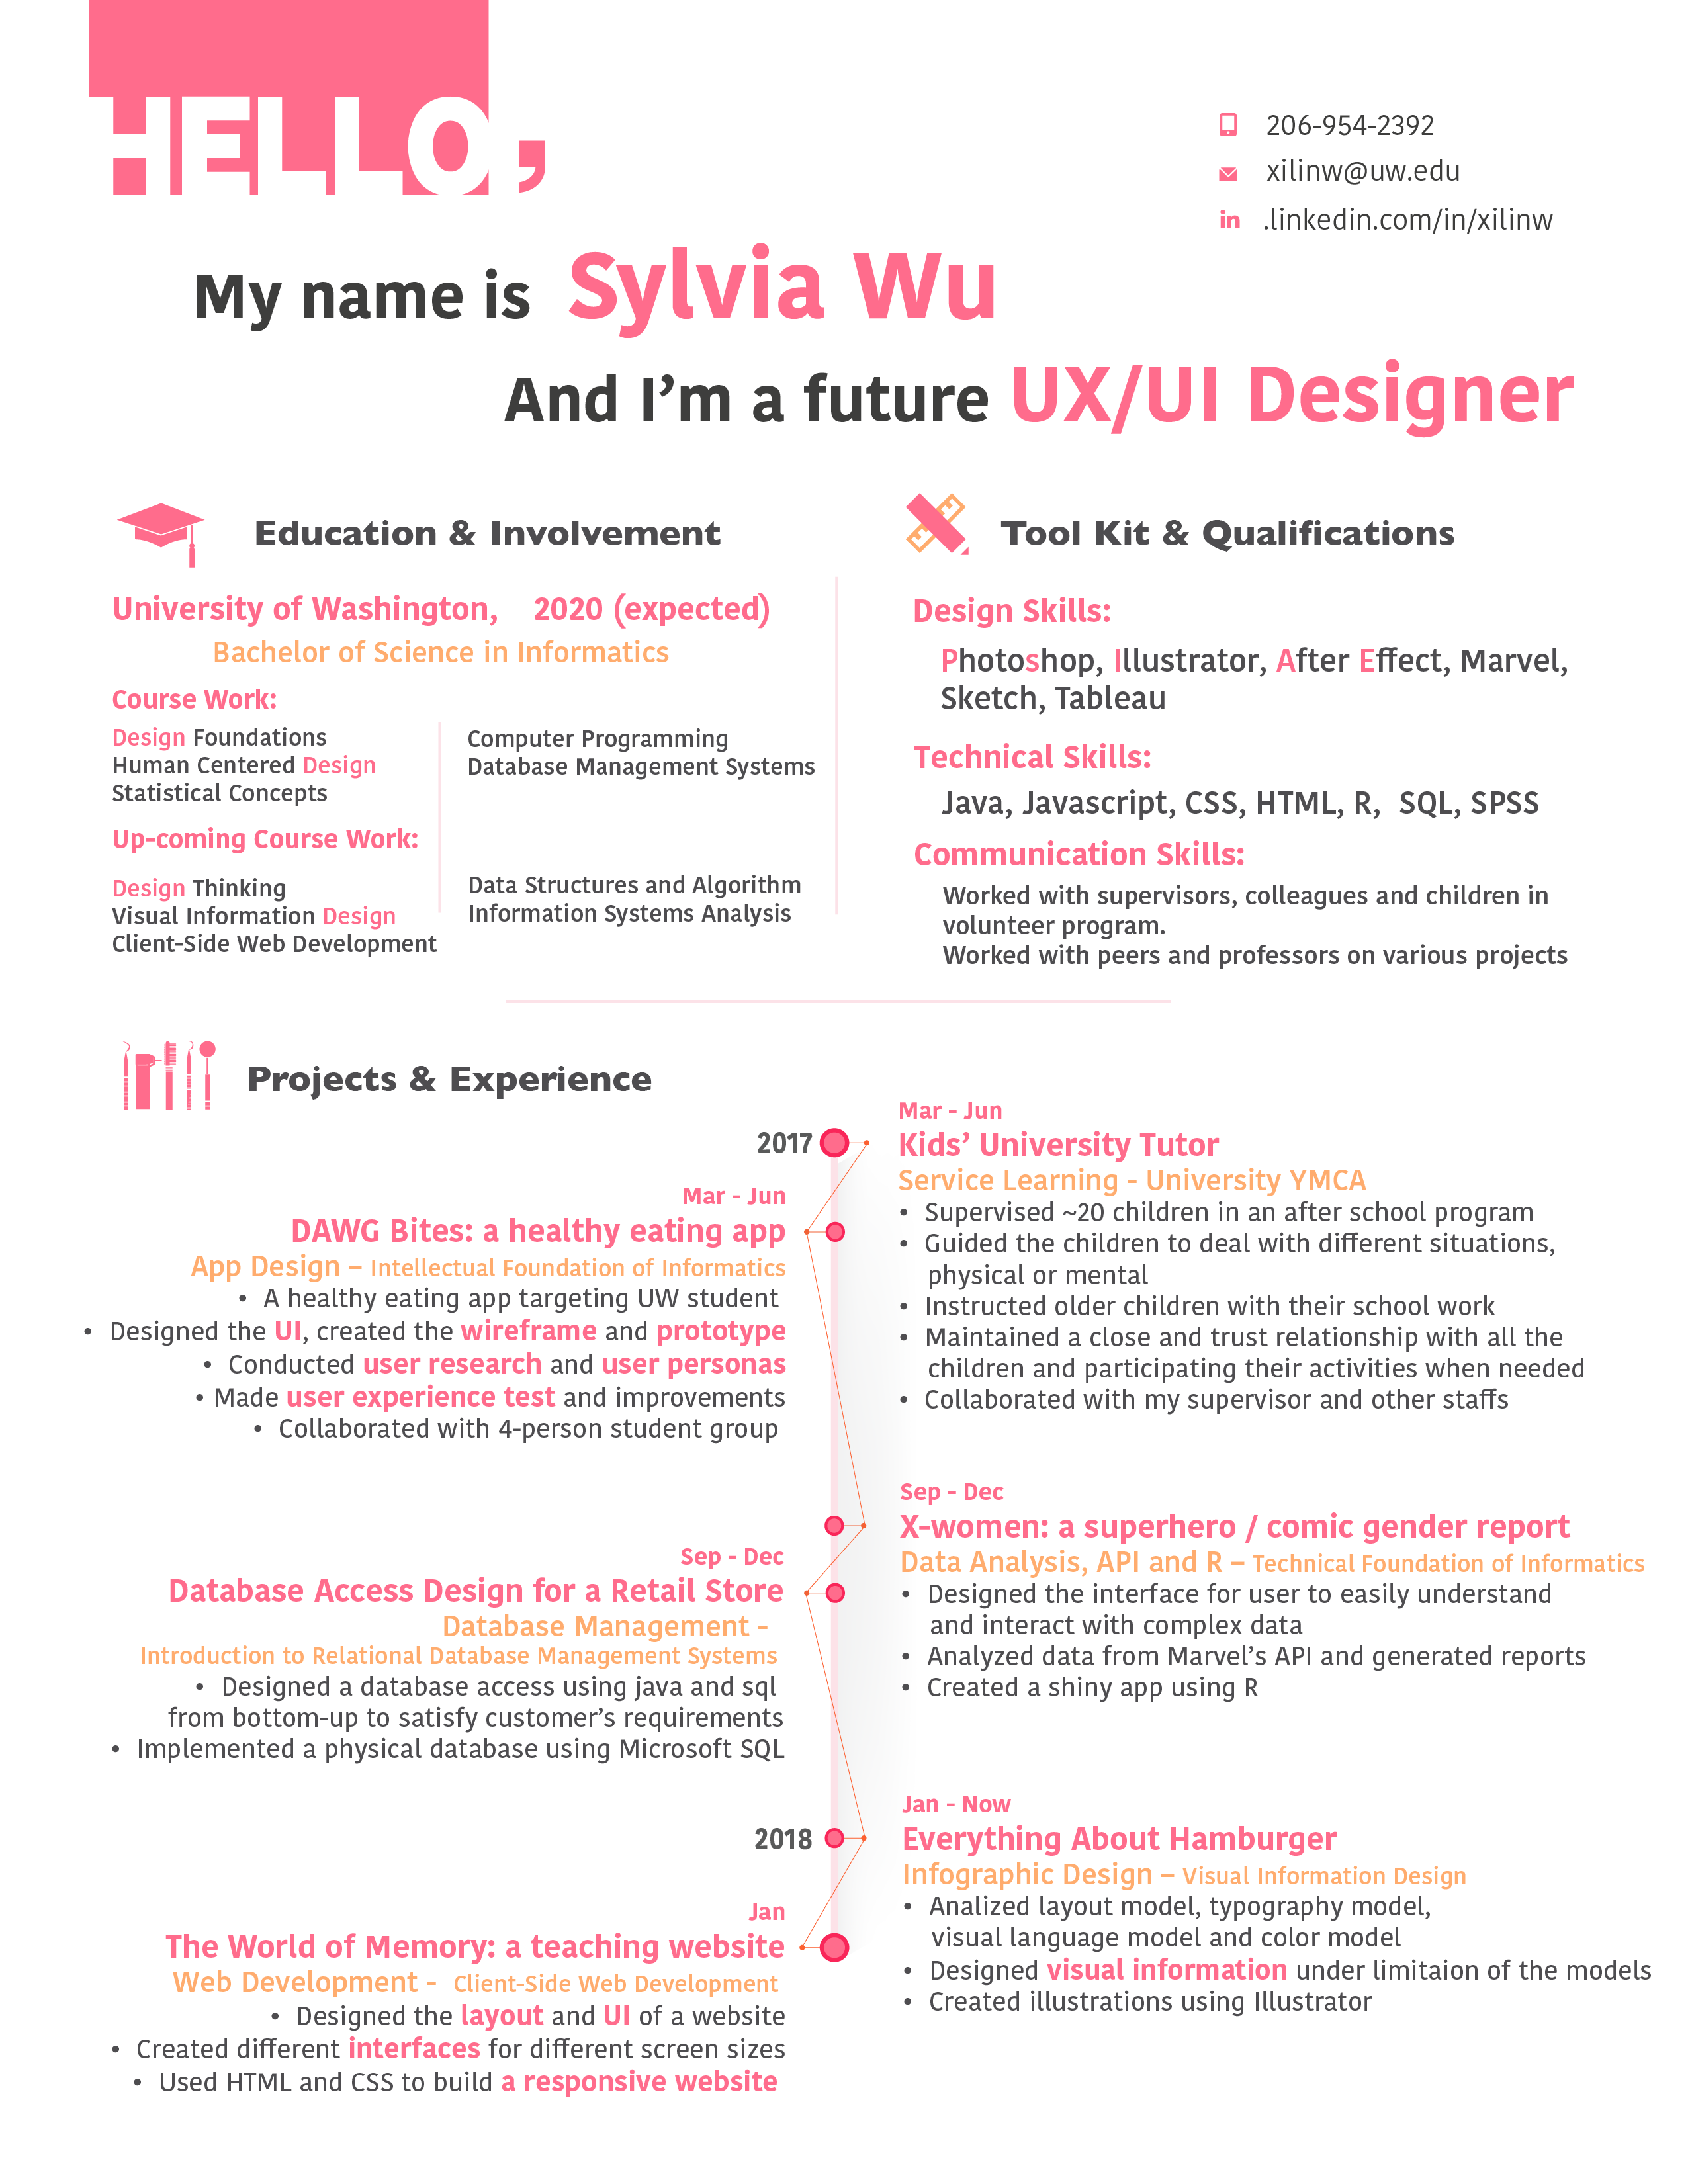 HELLO,
206-954-2392
xilinw@uw.edu
.linkedin.com/in/xilinw
My name is Sylvia Wu
And I’m a future UX/UI Designer
Education & Involvement
University of Washington, 2020 (expected)
Bachelor of Science in Informatics
Course Work:
Design Foundations
Human Centered Design
Statistical Concepts
Computer Programming
Database Management Systems
Up-coming Course Work:
Design Thinking
Visual Information Design
Client-Side Web Development
Data Structures and Algorithm
Information Systems Analysis
Tool Kit & Qualifications
Design Skills:
Photoshop, Illustrator, After Effect, Marvel,
Sketch, Tableau
Technical Skills:
Java, Javascript, CSS, HTML, R, SQL, SPSS
Communication Skills:
Worked with supervisors, colleagues and children in
volunteer program.
Worked with peers and professors on various projects
Projects & Experience
2017
Mar - Jun
Kids’ University Tutor
Service Learning - University YMCA
• Supervised ~20 children in an after school program
• Guided the children to deal with different situations,
physical or mental
• Instructed older children with their school work
• Maintained a close and trust relationship with all the
children and participating their activities when needed
• Collaborated with my supervisor and other staffs
Mar - Jun
DAWG Bites: a healthy eating app
App Design – Intellectual Foundation of Informatics
• A healthy eating app targeting UW student
• Designed the UI, created the wireframe and prototype
• Conducted user research and user personas
• Made user experience test and improvements
• Collaborated with 4-person student group
Sep - Dec
X-women: a superhero / comic gender report
Data Analysis, API and R – Technical Foundation of Informatics
• Designed the interface for user to easily understand
and interact with complex data
• Analyzed data from Marvel’s API and generated reports
• Created a shiny app using R
Sep - Dec
Database Access Design for a Retail Store
Database Management -
Introduction to Relational Database Management Systems
• Designed a database access using java and sql
from bottom-up to satisfy customer’s requirements
• Implemented a physical database using Microsoft SQL
2018
Jan - Now
Everything About Hamburger
Infographic Design – Visual Information Design
• Analized layout model, typography model,
visual language model and color model
• Designed visual information under limitaion of the models
• Created illustrations using Illustrator
Jan
The World of Memory: a teaching website
Web Development - Client-Side Web Development
• Designed the layout and UI of a website
• Created different interfaces for different screen sizes
• Used HTML and CSS to build a responsive website